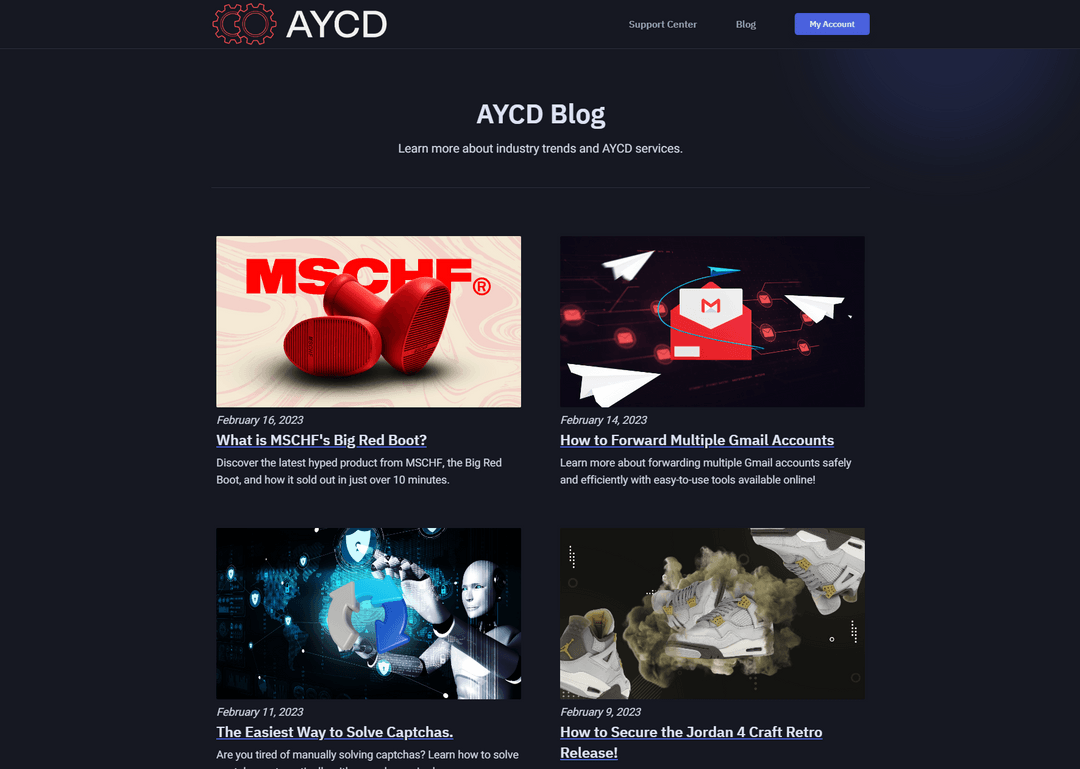 AYCD
Support Center
Blog
My Account
AYCD Blog
Learn more about industry trends and AYCD services.
MSCHF®
February 16, 2023
What is MSCHF's Big Red Boot?
Discover the latest hyped product from MSCHF, the Big Red
Boot, and how it sold out in just over 10 minutes.
February 14, 2023
How to Forward Multiple Gmail Accounts
Learn more about forwarding multiple Gmail accounts safely
and efficiently with easy-to-use tools available online!
February 11, 2023
The Easiest Way to Solve Captchas.
Are you tired of manually solving captchas? Learn how to solve
February 9, 2023
How to Secure the Jordan 4 Craft Retro
Release!